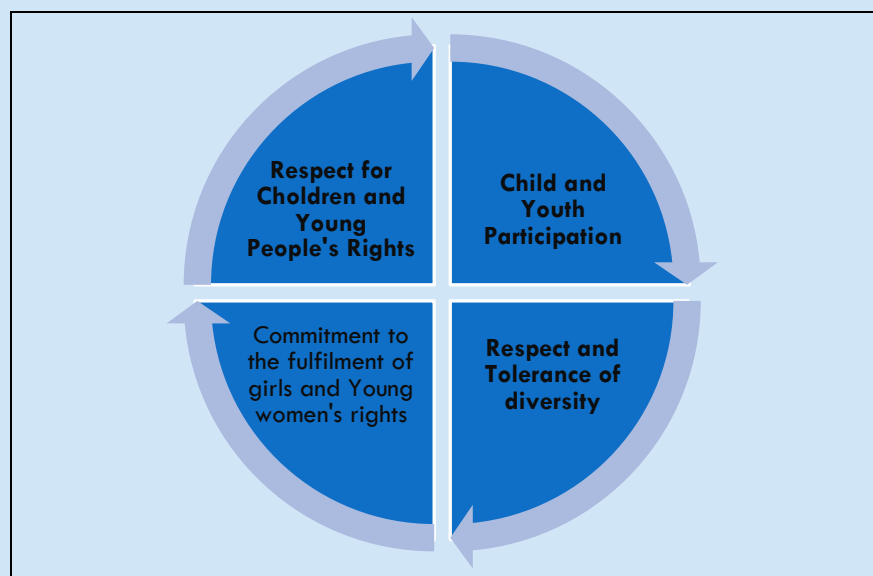 Respect for
Choldren and
Young
People's Rights
Child and
Youth
Participation
Commitment to
the fulfilment of
girls and Young
women's rights
Respect and
Tolerance of
diversity